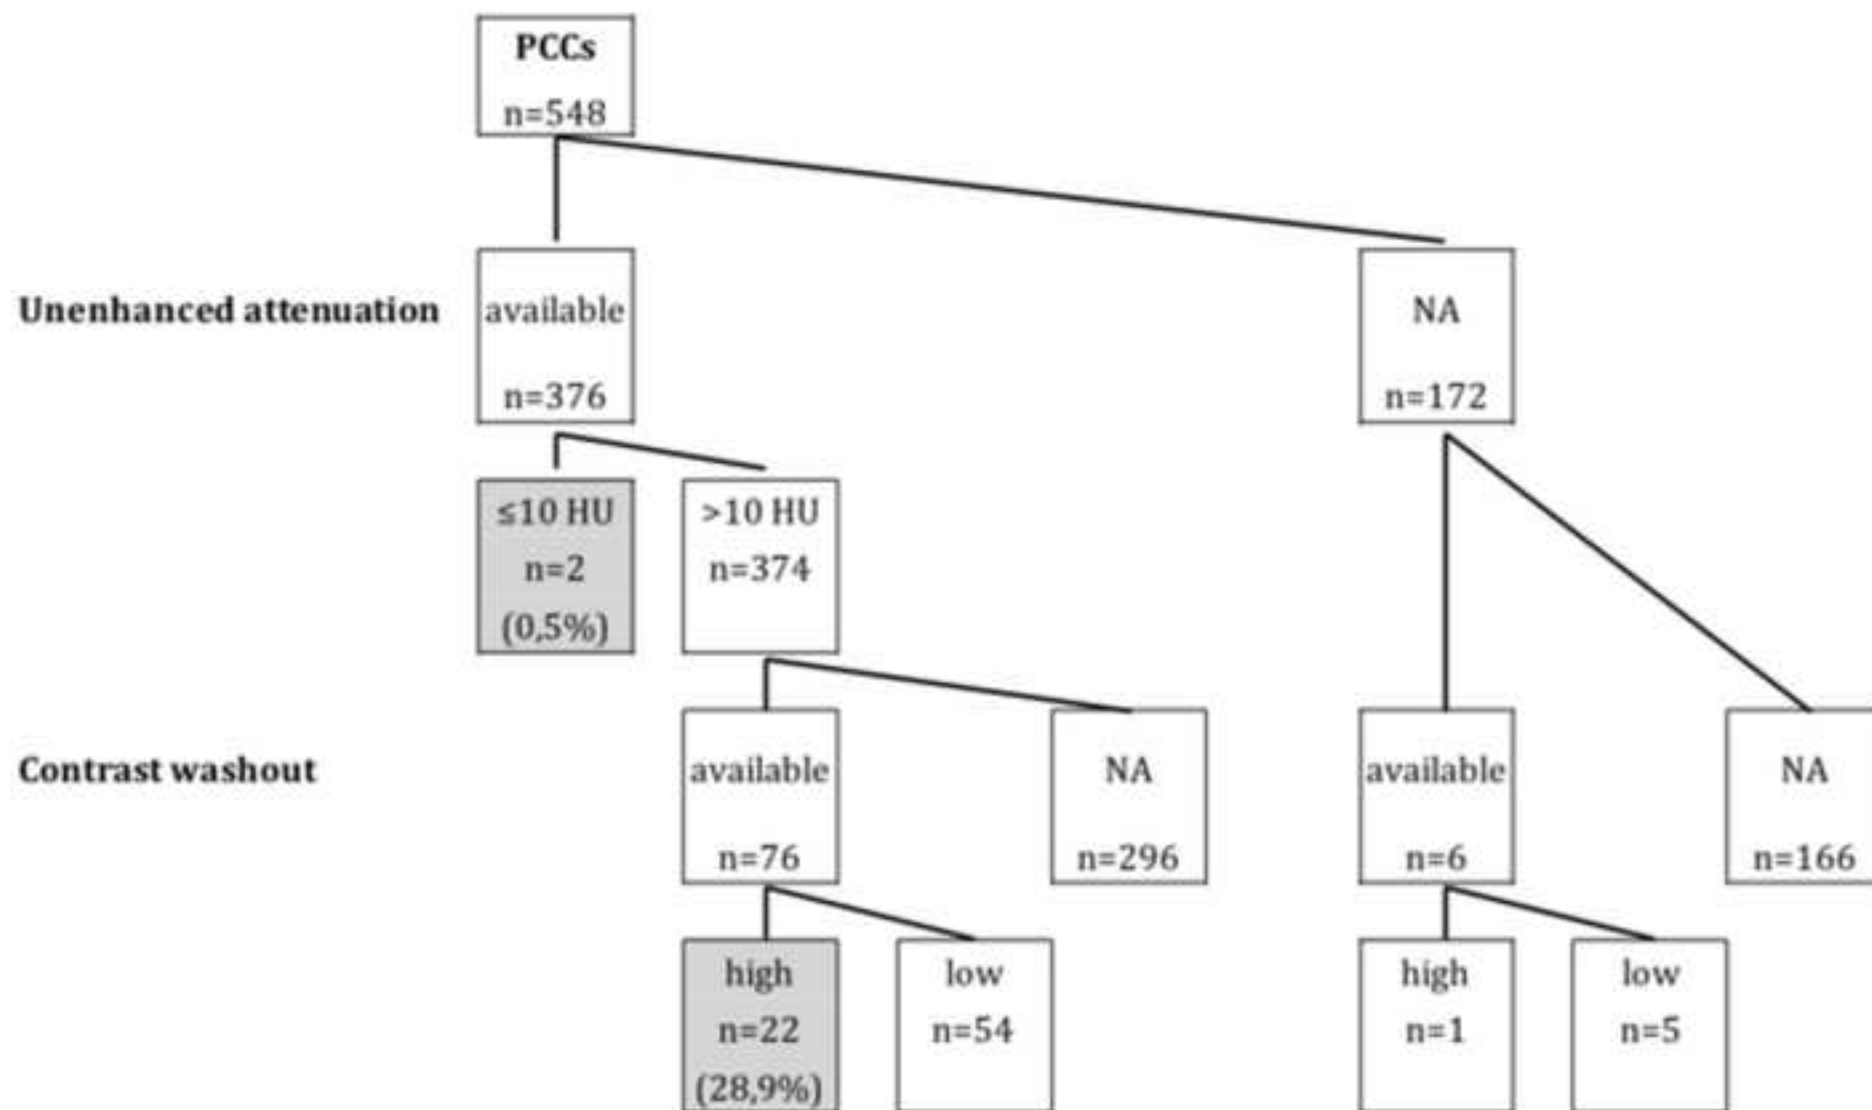 PCCs
n=548
Unenhanced attenuation
available
n=376
NA
n=172
≤10 HU
n=2
(0,5%)
>10 HU
n=374
Contrast washout
available
n=76
NA
n=296
available
n=6
NA
n=166
high
n=22
(28,9%)
low
n=54
high
n=1
low
n=5